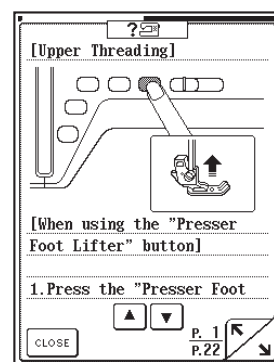 ?
[Upper Threading]
[When using the "Presser
Foot Lifter" button]
1.Press the "Presser Foot
CLOSE
P. 1
P.22